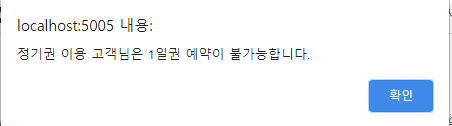 localhost:5005 내용:
정기권 이용 고객님은 1일권 예약이 불가능합니다.
확인